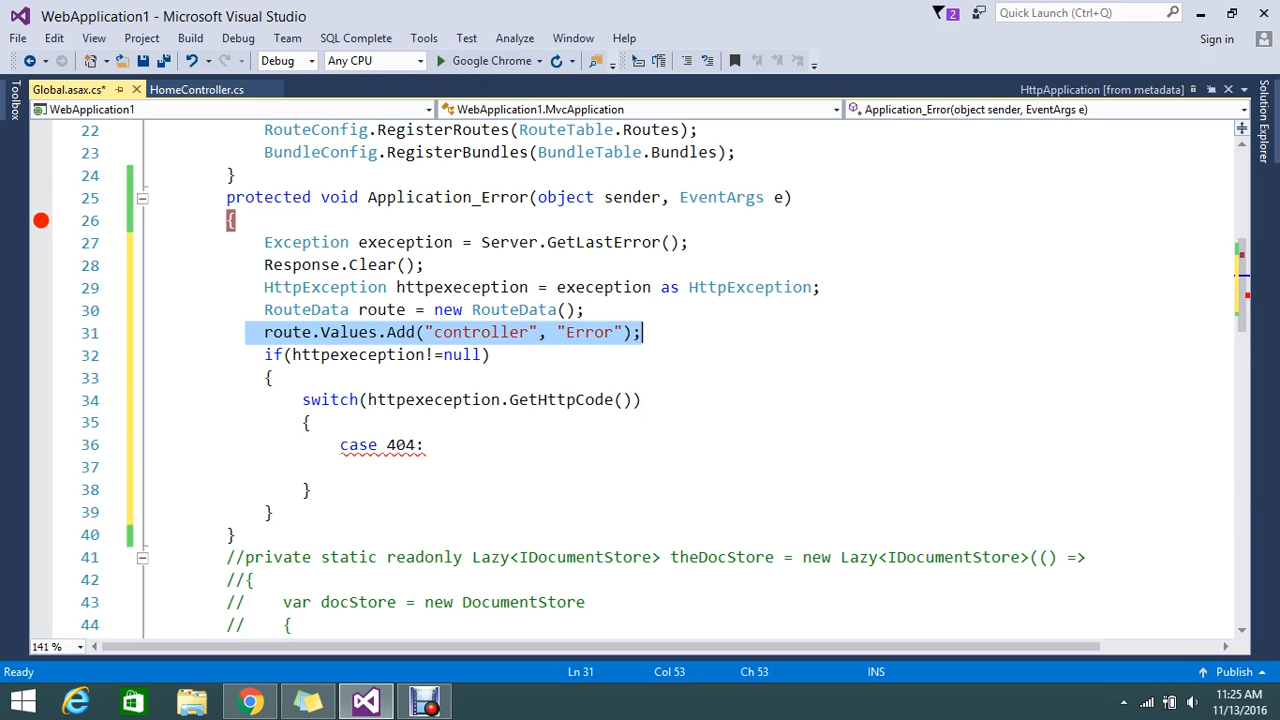 WebApplication1 - Microsoft Visual Studio
2
Quick Launch (Ctrl+Q)
File Edit View Project Build Debug Team SQL Complete Tools Test Analyze Window Help
Sign in
Debug Any CPU Google Chrome
Global.asax.cs* HomeController.cs HttpApplication [from metadata]
WebApplication1 WebApplication1.MvcApplication Application_Error(object sender, EventArgs e)
Toolbox
Solution Explorer
22 RouteConfig.RegisterRoutes(RouteTable.Routes);
23 BundleConfig.RegisterBundles(BundleTable.Bundles);
24 }
25 protected void Application_Error(object sender, EventArgs e)
26 {
27 Exception exeception = Server.GetLastError();
28 Response.Clear();
29 HttpException httpexeception = exeception as HttpException;
30 RouteData route = new RouteData();
31 route.Values.Add("controller", "Error");
32 if(httpexeception!=null)
33 {
34 switch(httpexeception.GetHttpCode())
35 {
36 case 404:
37
38 }
39 }
40 }
41 //private static readonly Lazy<IDocumentStore> theDocStore = new Lazy<IDocumentStore>(() =>
42 //{
43 // var docStore = new DocumentStore
44 // {
141 %
Ready Ln 31 Col 53 Ch 53 INS Publish
11:25 AM
11/13/2016